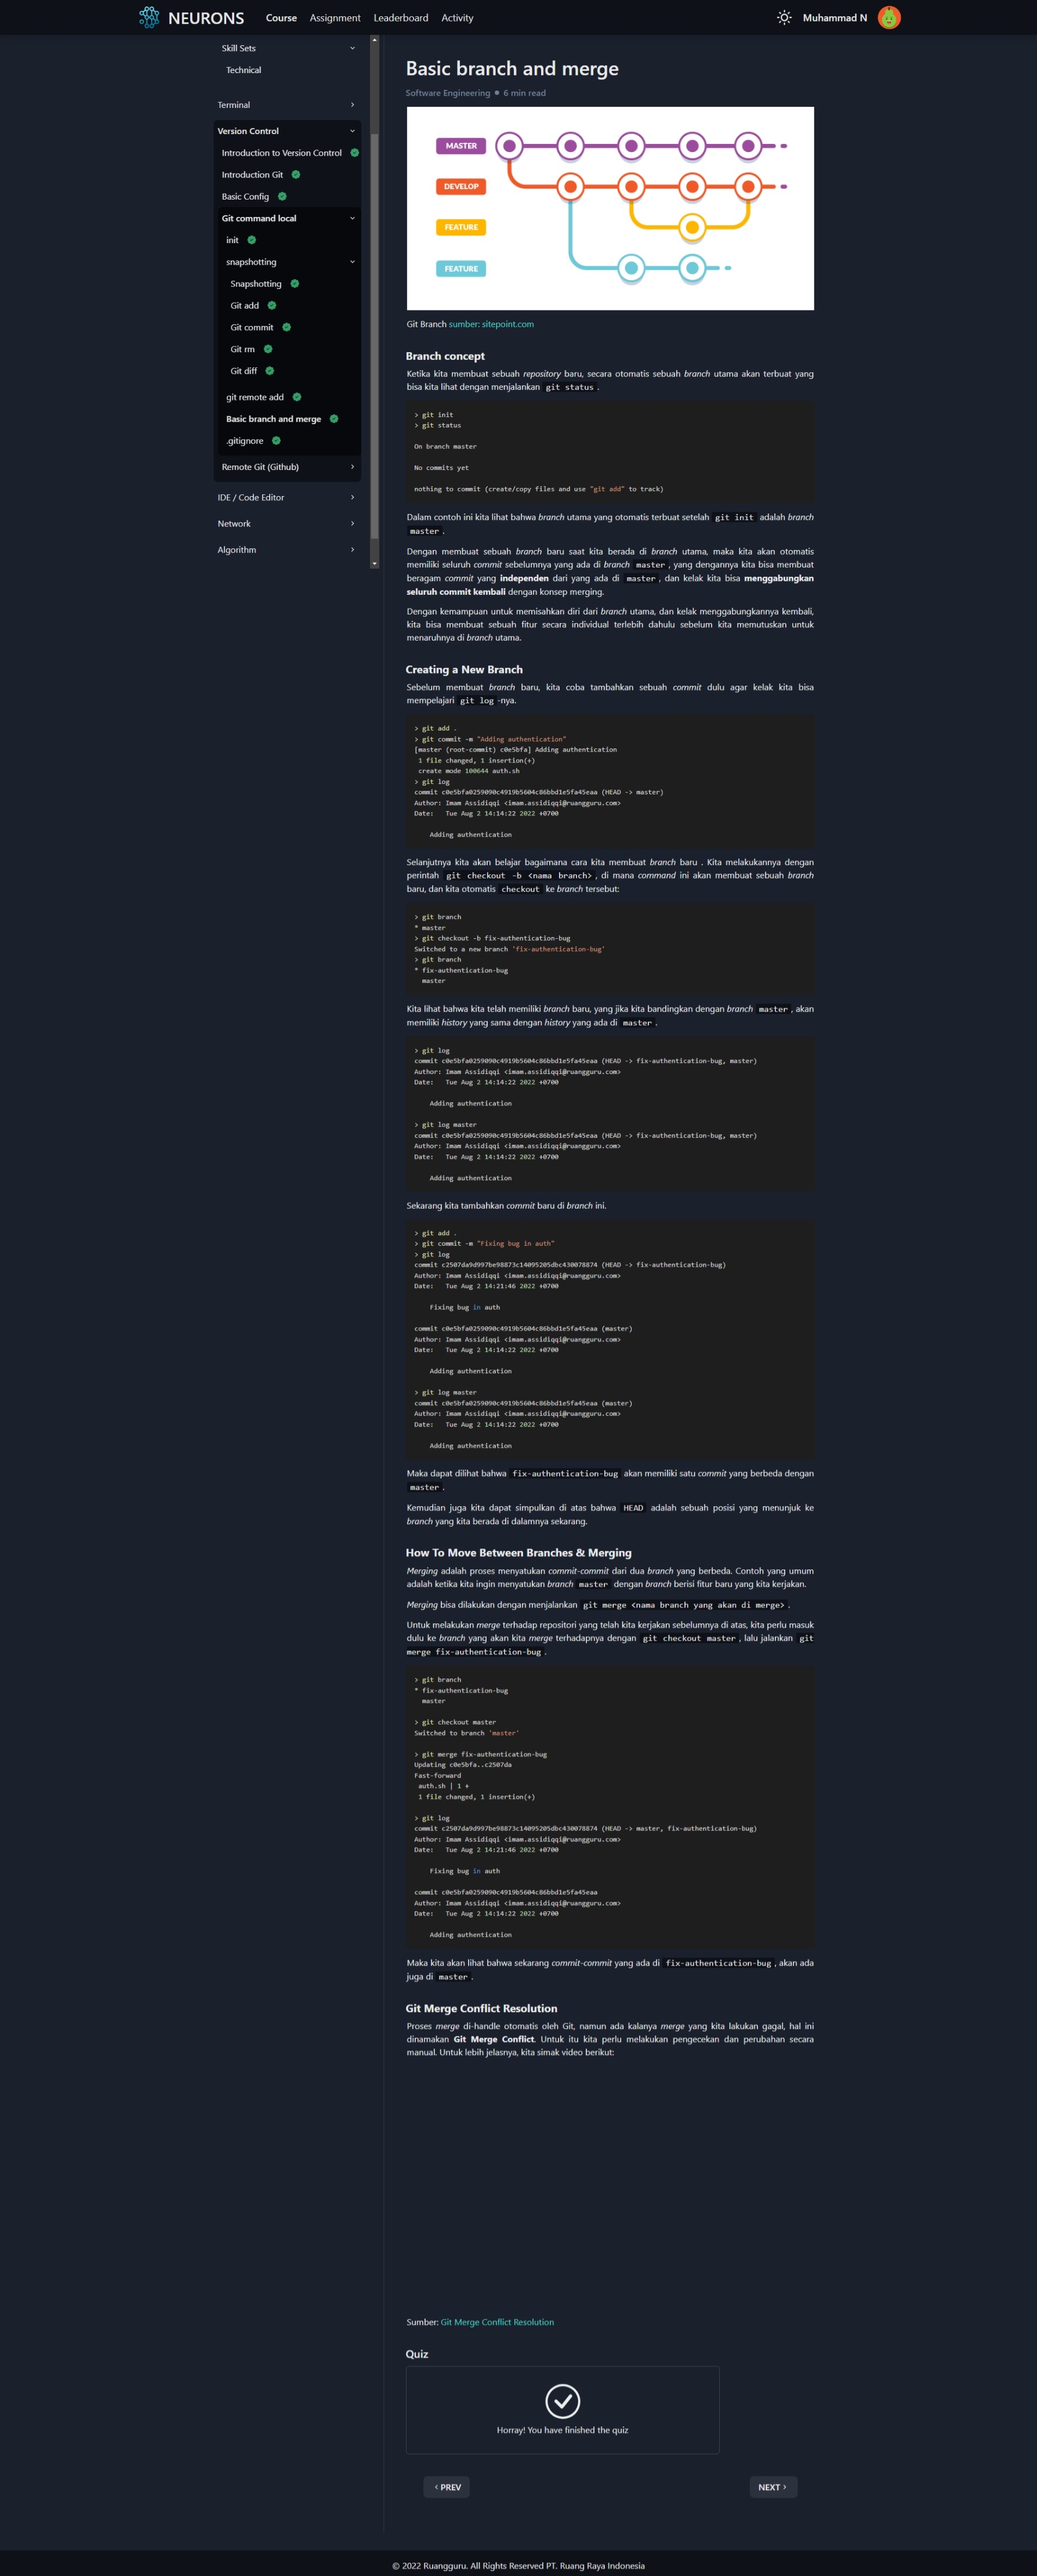 NEURONS Course Assignment Leaderboard Activity Muhammad N
Skill Sets
Technical
Terminal
Version Control
Introduction to Version Control
Introduction Git
Basic Config
Git command local
init
snapshotting
Snapshotting
Git add
Git commit
Git rm
Git diff
git remote add
Basic branch and merge
.gitignore
Remote Git (Github)
IDE / Code Editor
Network
Algorithm
Basic branch and merge
Software Engineering ● 6 min read
MASTER
DEVELOP
FEATURE
FEATURE
Git Branch sumber: sitepoint.com
Branch concept
Ketika kita membuat sebuah repository baru, secara otomatis sebuah branch utama akan terbuat yang
bisa kita lihat dengan menjalankan git status .
> git init
> git status
On branch master
No commits yet
nothing to commit (create/copy files and use "git add" to track)
Dalam contoh ini kita lihat bahwa branch utama yang otomatis terbuat setelah git init adalah branch
master .
Dengan membuat sebuah branch baru saat kita berada di branch utama, maka kita akan otomatis
memiliki seluruh commit sebelumnya yang ada di branch master , yang dengannya kita bisa membuat
beragam commit yang independen dari yang ada di master , dan kelak kita bisa menggabungkan
seluruh commit kembali dengan konsep merging.
Dengan kemampuan untuk memisahkan diri dari branch utama, dan kelak menggabungkannya kembali,
kita bisa membuat sebuah fitur secara individual terlebih dahulu sebelum kita memutuskan untuk
menaruhnya di branch utama.
Creating a New Branch
Sebelum membuat branch baru, kita coba tambahkan sebuah commit dulu agar kelak kita bisa
mempelajari git log -nya.
> git add .
> git commit -m "Adding authentication"
[master (root-commit) c0e5bfa] Adding authentication
1 file changed, 1 insertion(+)
create mode 100644 auth.sh
> git log
commit c0e5bfa0259090c4919b5604c86bbd1e5fa45eaa (HEAD -> master)
Author: Imam Assidiqqi <imam.assidiqqi@ruangguru.com>
Date: Tue Aug 2 14:14:22 2022 +0700
Adding authentication
Selanjutnya kita akan belajar bagaimana cara kita membuat branch baru . Kita melakukannya dengan
perintah git checkout -b <nama branch> , di mana command ini akan membuat sebuah branch
baru, dan kita otomatis checkout ke branch tersebut:
> git branch
* master
> git checkout -b fix-authentication-bug
Switched to a new branch 'fix-authentication-bug'
> git branch
* fix-authentication-bug
master
Kita lihat bahwa kita telah memiliki branch baru, yang jika kita bandingkan dengan branch master , akan
memiliki history yang sama dengan history yang ada di master .
> git log
commit c0e5bfa0259090c4919b5604c86bbd1e5fa45eaa (HEAD -> fix-authentication-bug, master)
Author: Imam Assidiqqi <imam.assidiqqi@ruangguru.com>
Date: Tue Aug 2 14:14:22 2022 +0700
Adding authentication
> git log master
commit c0e5bfa0259090c4919b5604c86bbd1e5fa45eaa (HEAD -> fix-authentication-bug, master)
Author: Imam Assidiqqi <imam.assidiqqi@ruangguru.com>
Date: Tue Aug 2 14:14:22 2022 +0700
Adding authentication
Sekarang kita tambahkan commit baru di branch ini.
> git add .
> git commit -m "Fixing bug in auth"
> git log
commit c2507da9d997be98873c14095205dbc430078874 (HEAD -> fix-authentication-bug)
Author: Imam Assidiqqi <imam.assidiqqi@ruangguru.com>
Date: Tue Aug 2 14:21:46 2022 +0700
Fixing bug in auth
commit c0e5bfa0259090c4919b5604c86bbd1e5fa45eaa (master)
Author: Imam Assidiqqi <imam.assidiqqi@ruangguru.com>
Date: Tue Aug 2 14:14:22 2022 +0700
Adding authentication
> git log master
commit c0e5bfa0259090c4919b5604c86bbd1e5fa45eaa (master)
Author: Imam Assidiqqi <imam.assidiqqi@ruangguru.com>
Date: Tue Aug 2 14:14:22 2022 +0700
Adding authentication
Maka dapat dilihat bahwa fix-authentication-bug akan memiliki satu commit yang berbeda dengan
master .
Kemudian juga kita dapat simpulkan di atas bahwa HEAD adalah sebuah posisi yang menunjuk ke
branch yang kita berada di dalamnya sekarang.
How To Move Between Branches & Merging
Merging adalah proses menyatukan commit-commit dari dua branch yang berbeda. Contoh yang umum
adalah ketika kita ingin menyatukan branch master dengan branch berisi fitur baru yang kita kerjakan.
Merging bisa dilakukan dengan menjalankan git merge <nama branch yang akan di merge> .
Untuk melakukan merge terhadap repositori yang telah kita kerjakan sebelumnya di atas, kita perlu masuk
dulu ke branch yang akan kita merge terhadapnya dengan git checkout master , lalu jalankan git
merge fix-authentication-bug .
> git branch
* fix-authentication-bug
master
> git checkout master
Switched to branch 'master'
> git merge fix-authentication-bug
Updating c0e5bfa..c2507da
Fast-forward
auth.sh | 1 +
1 file changed, 1 insertion(+)
> git log
commit c2507da9d997be98873c14095205dbc430078874 (HEAD -> master, fix-authentication-bug)
Author: Imam Assidiqqi <imam.assidiqqi@ruangguru.com>
Date: Tue Aug 2 14:21:46 2022 +0700
Fixing bug in auth
commit c0e5bfa0259090c4919b5604c86bbd1e5fa45eaa
Author: Imam Assidiqqi <imam.assidiqqi@ruangguru.com>
Date: Tue Aug 2 14:14:22 2022 +0700
Adding authentication
Maka kita akan lihat bahwa sekarang commit-commit yang ada di fix-authentication-bug , akan ada
juga di master .
Git Merge Conflict Resolution
Proses merge di-handle otomatis oleh Git, namun ada kalanya merge yang kita lakukan gagal, hal ini
dinamakan Git Merge Conflict. Untuk itu kita perlu melakukan pengecekan dan perubahan secara
manual. Untuk lebih jelasnya, kita simak video berikut:
Sumber: Git Merge Conflict Resolution
Quiz
Horray! You have finished the quiz
‹ PREV
NEXT ›
© 2022 Ruangguru. All Rights Reserved PT. Ruang Raya Indonesia